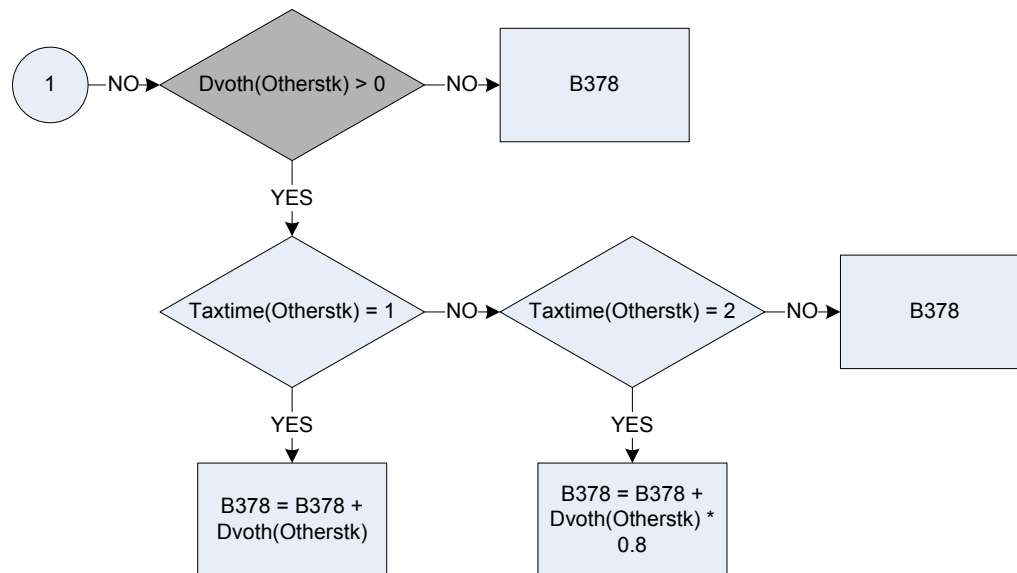 1
NO
Dvoth(Otherstk) > 0
NO
B378
YES
Taxtime(Otherstk) = 1
NO
Taxtime(Otherstk) = 2
NO
B378
YES
YES
B378 = B378 +
Dvoth(Otherstk)
B378 = B378 +
Dvoth(Otherstk) *
0.8